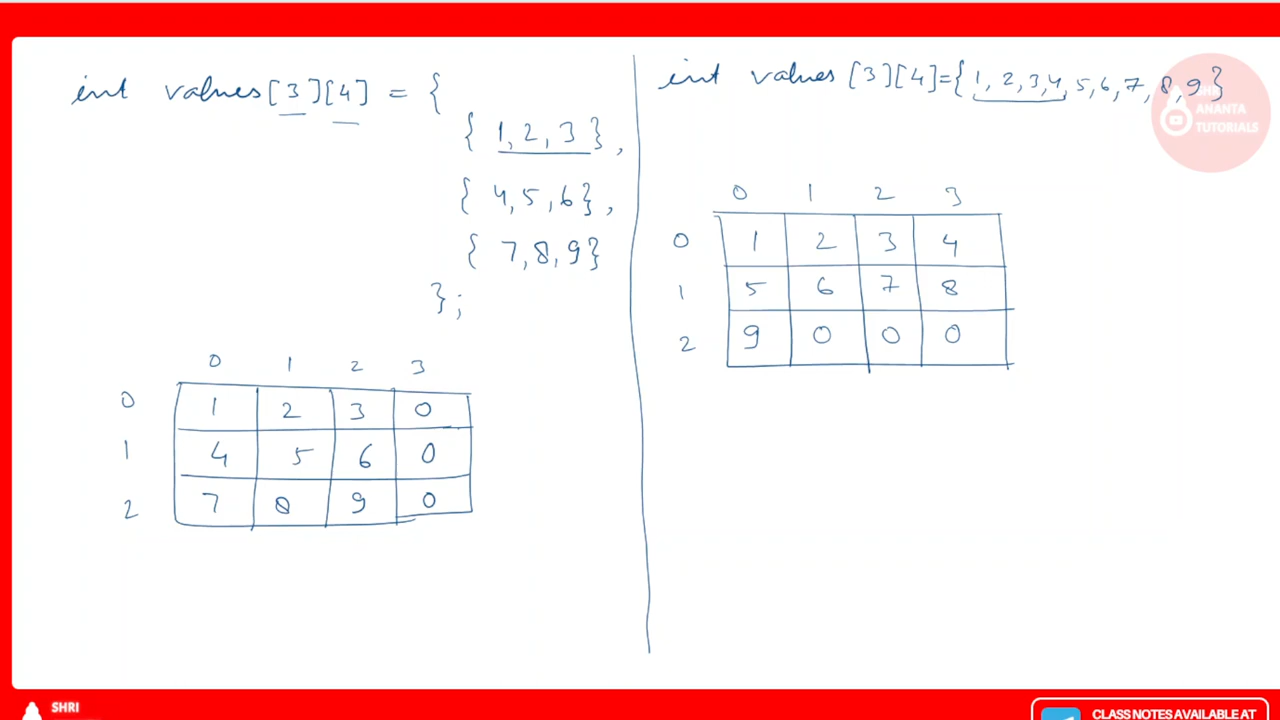 int values[3][4] = {
{ 1, 2, 3 },
{ 4, 5, 6 },
{ 7, 8, 9 }
};
0 1 2 3
0 1 2 3 0
1 4 5 6 0
2 7 8 9 0
int values [3][4]={ 1, 2, 3, 4, 5, 6, 7, 8, 9 }
0 1 2 3
0 1 2 3 4
1 5 6 7 8
2 9 0 0 0
SHRI
ANANTA
TUTORIALS
SHRI
CLASS NOTES AVAILABLE AT